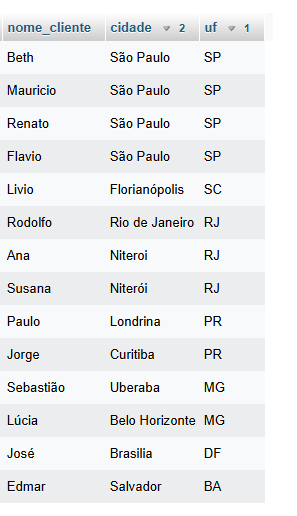 nome_cliente cidade 2 uf 1
Beth São Paulo SP
Mauricio São Paulo SP
Renato São Paulo SP
Flavio São Paulo SP
Livio Florianópolis SC
Rodolfo Rio de Janeiro RJ
Ana Niteroi RJ
Susana Niterói RJ
Paulo Londrina PR
Jorge Curitiba PR
Sebastião Uberaba MG
Lúcia Belo Horizonte MG
José Brasilia DF
Edmar Salvador BA